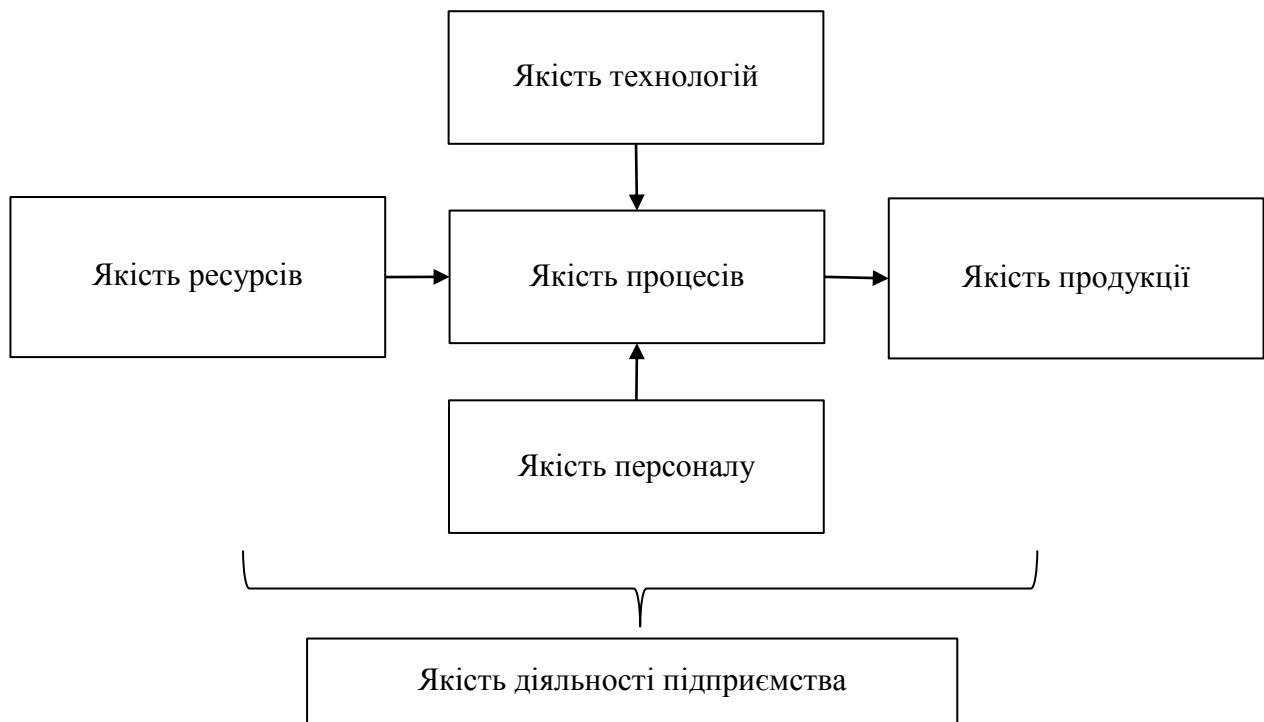 Якість технологій
Якість ресурсів
Якість процесів
Якість продукції
Якість персоналу
Якість діяльності підприємства